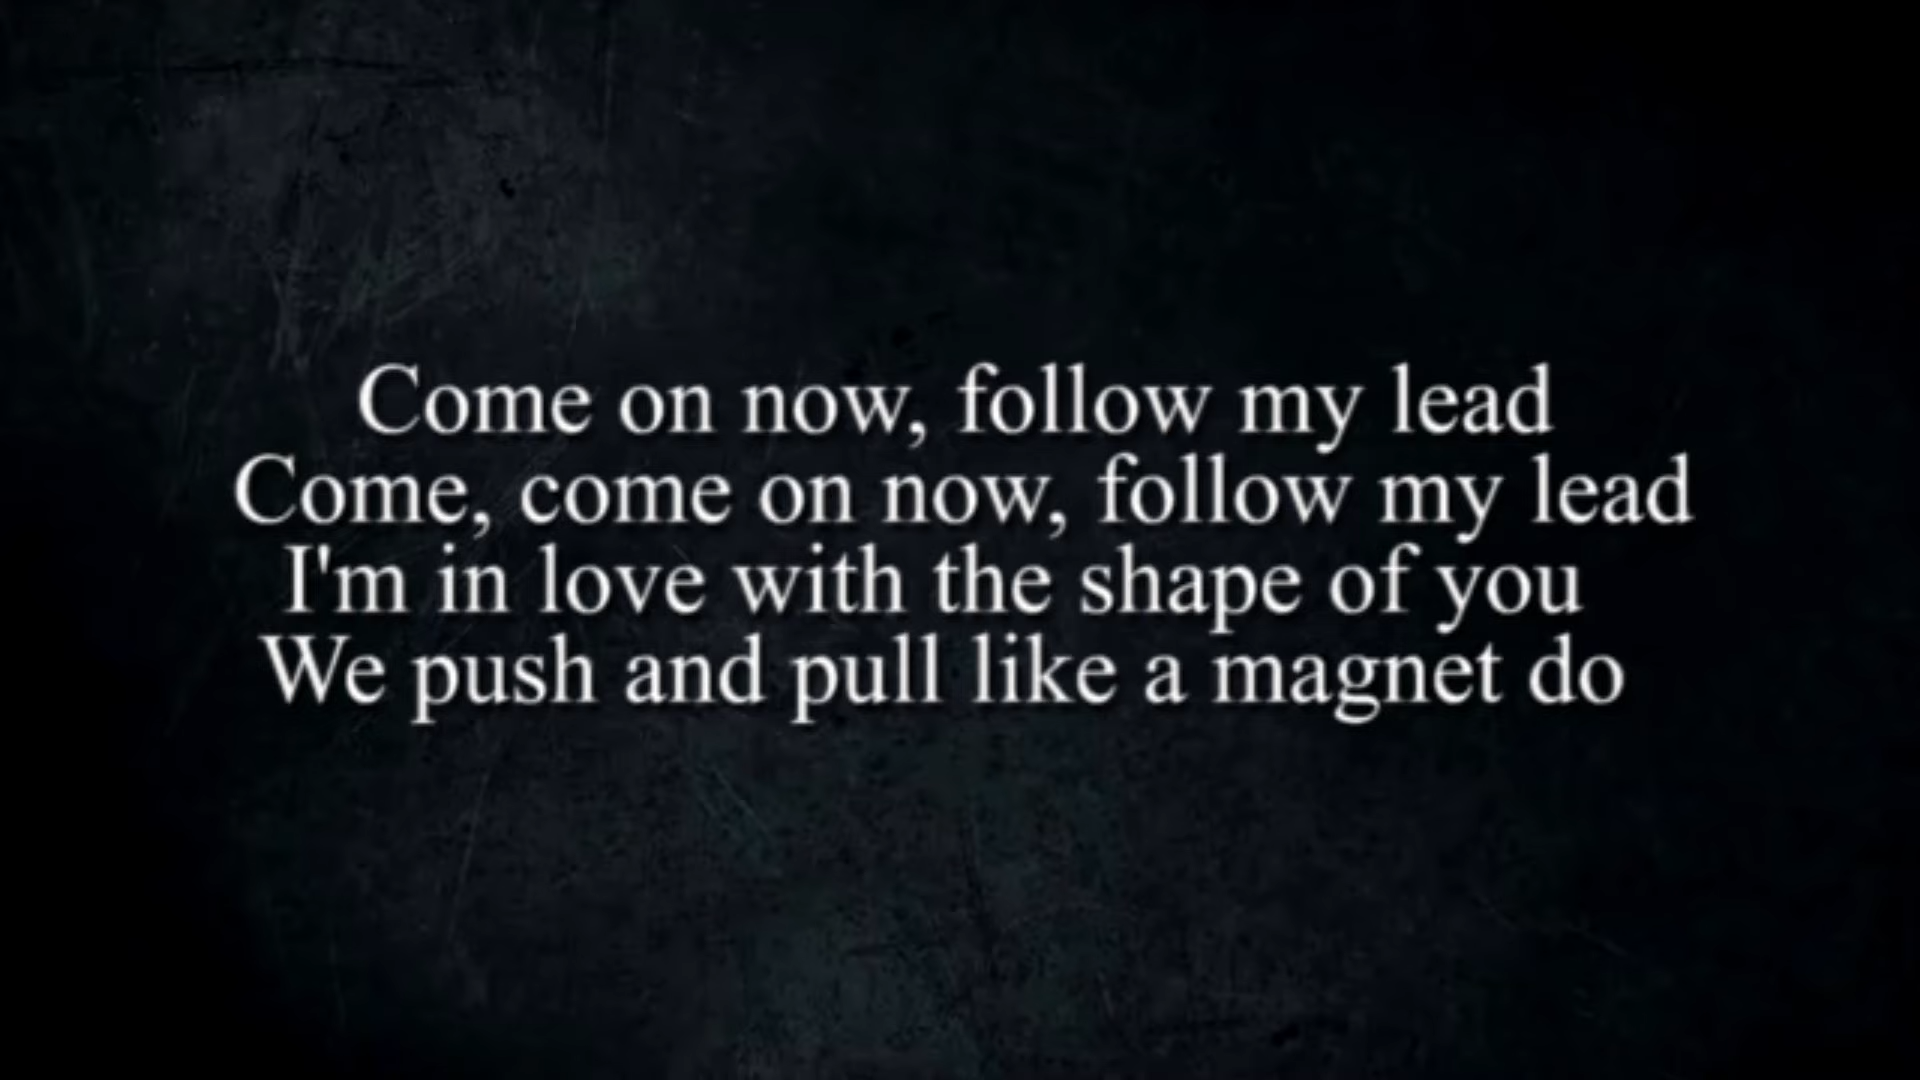 Come on now, follow my lead
Come, come on now, follow my lead
I'm in love with the shape of you
We push and pull like a magnet do